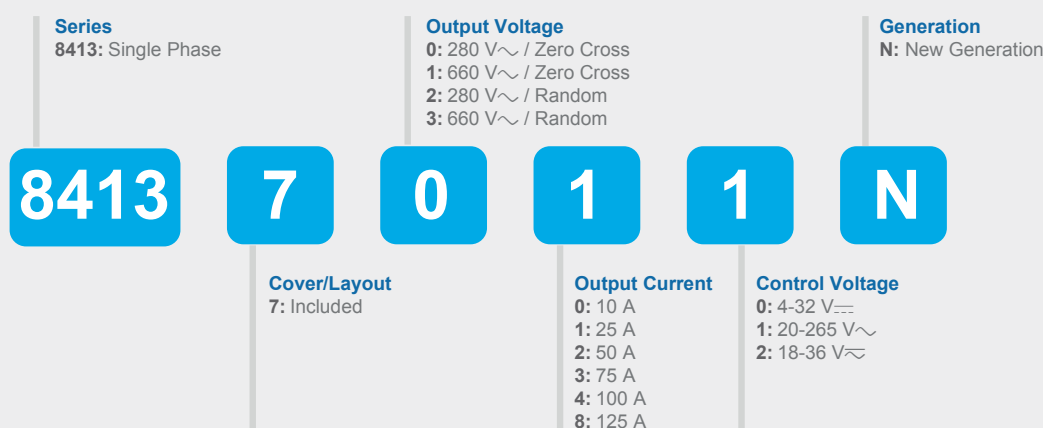 Series
8413: Single Phase
Output Voltage
0: 280 V∿ / Zero Cross
1: 660 V∿ / Zero Cross
2: 280 V∿ / Random
3: 660 V∿ / Random
Generation
N: New Generation
8413 7 0 1 1 N
Cover/Layout
7: Included
Output Current
0: 10 A
1: 25 A
2: 50 A
3: 75 A
4: 100 A
8: 125 A
Control Voltage
0: 4-32 V⎓
1: 20-265 V∿
2: 18-36 V⏦